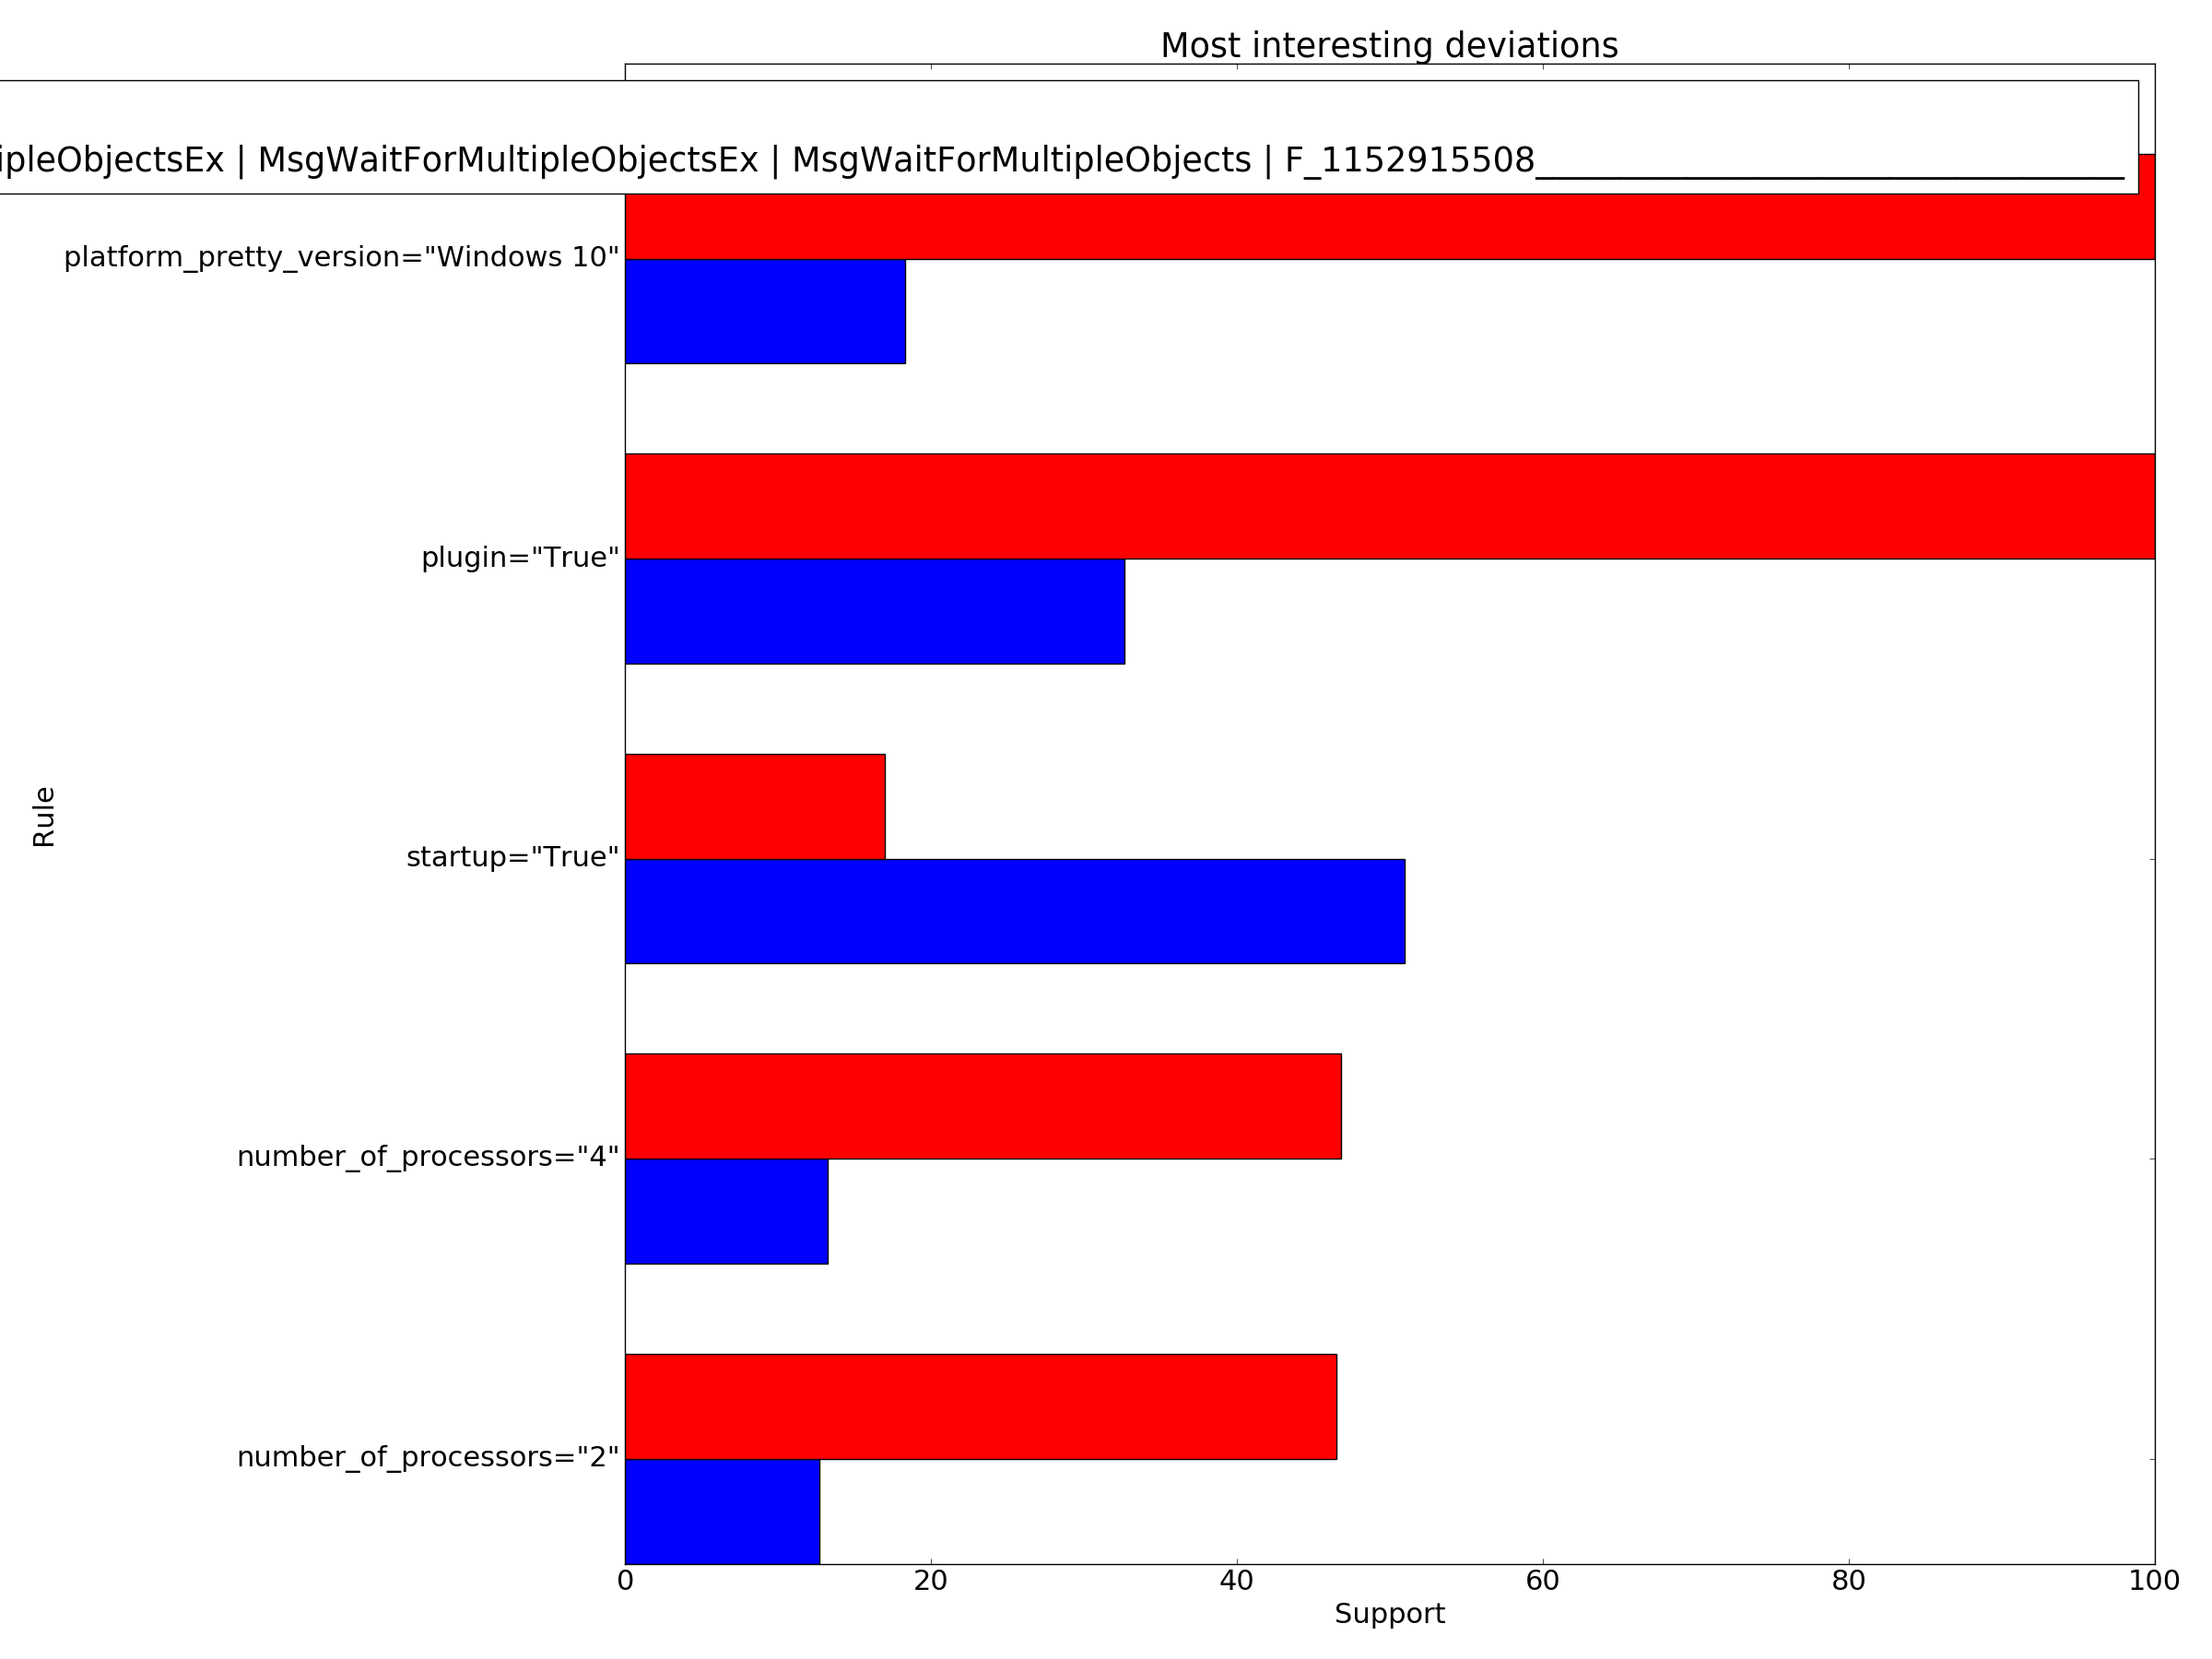 Most interesting deviations
ipleObjectsEx | MsgWaitForMultipleObjectsEx | MsgWaitForMultipleObjects | F_1152915508____________________________________
platform_pretty_version="Windows 10"
plugin="True"
startup="True"
number_of_processors="4"
number_of_processors="2"
Rule
0 20 40 60 80 100
Support